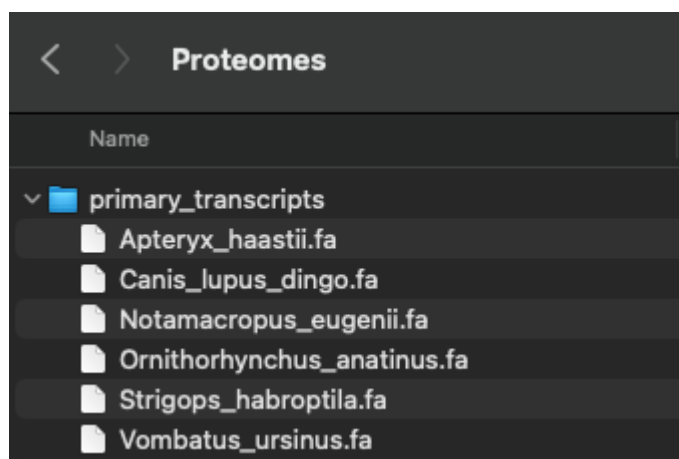 Proteomes
Name
primary_transcripts
Apteryx_haastii.fa
Canis_lupus_dingo.fa
Notamacropus_eugenii.fa
Ornithorhynchus_anatinus.fa
Strigops_habroptila.fa
Vombatus_ursinus.fa